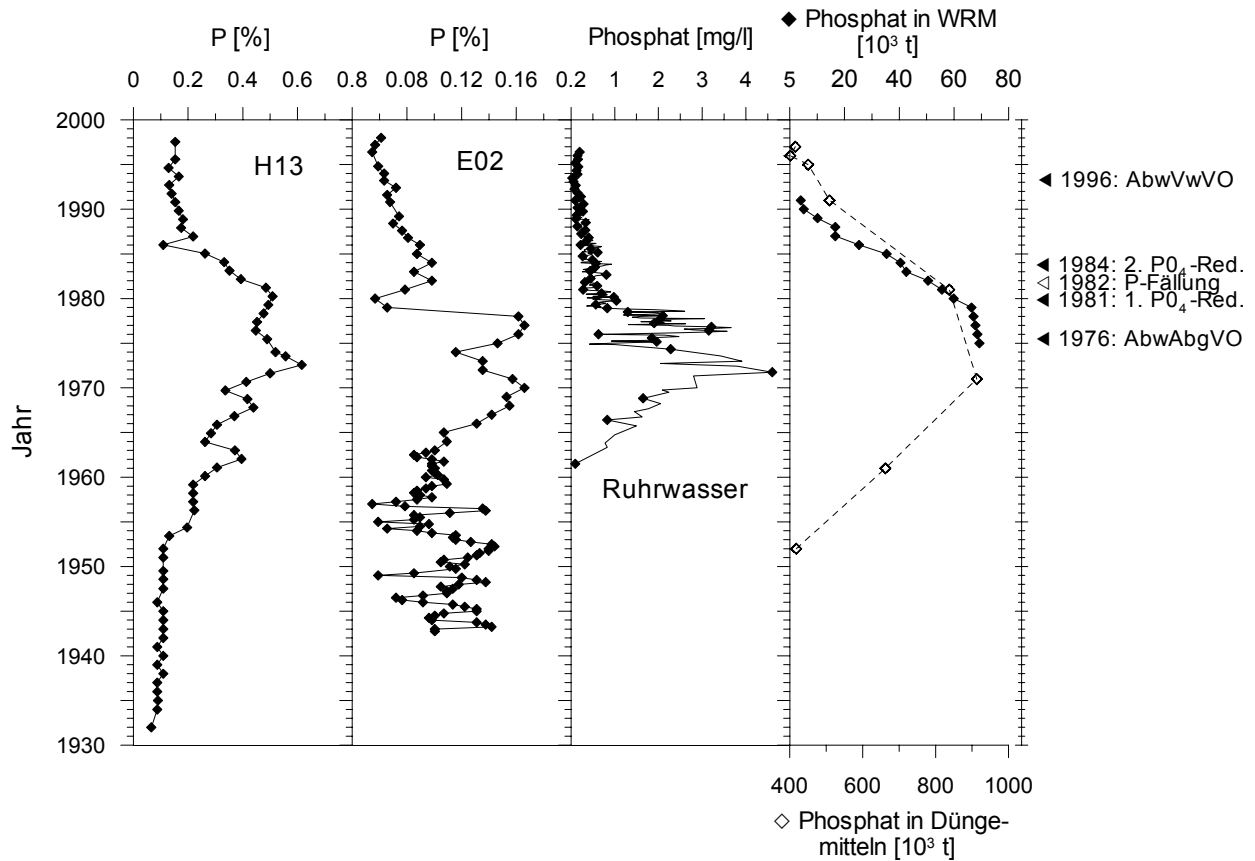 ◆ Phosphat in WRM
[10³ t]
P [%] P [%] Phosphat [mg/l]
0 0.2 0.4 0.6 0.8 0.08 0.12 0.16 0.2 1 2 3 4 5 20 40 60 80
2000
1990
1980
1970
1960
1950
1940
1930
Jahr
H13
E02
Ruhrwasser
1996: AbwVwVO
1984: 2. P0₄-Red.
1982: P-Fällung
1981: 1. P0₄-Red.
1976: AbwAbgVO
400 600 800 1000
◇ Phosphat in Dünge-
mitteln [10³ t]